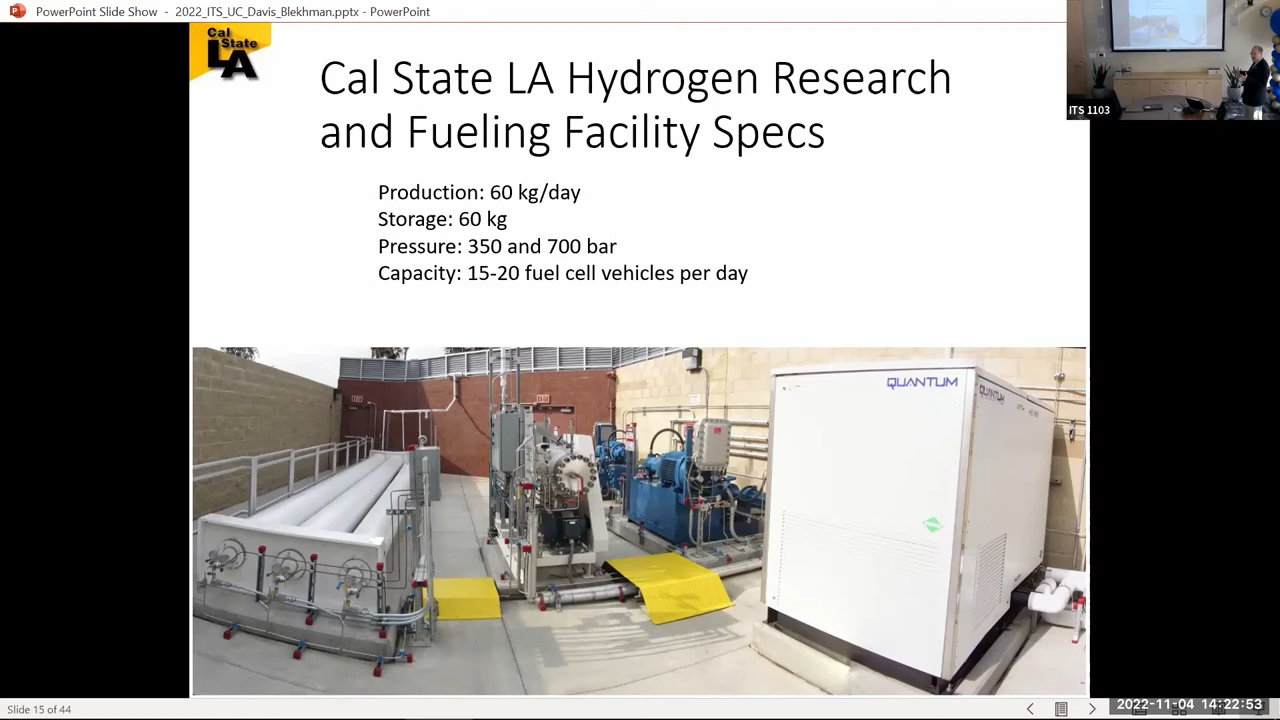 PowerPoint Slide Show - 2022_ITS_UC_Davis_Blekhman.pptx - PowerPoint
Cal
State
LA
ITS 1103
Cal State LA Hydrogen Research
and Fueling Facility Specs
Production: 60 kg/day
Storage: 60 kg
Pressure: 350 and 700 bar
Capacity: 15-20 fuel cell vehicles per day
QUANTUM
QUANTUM
Slide 15 of 44
2022-11-04 14:22:53